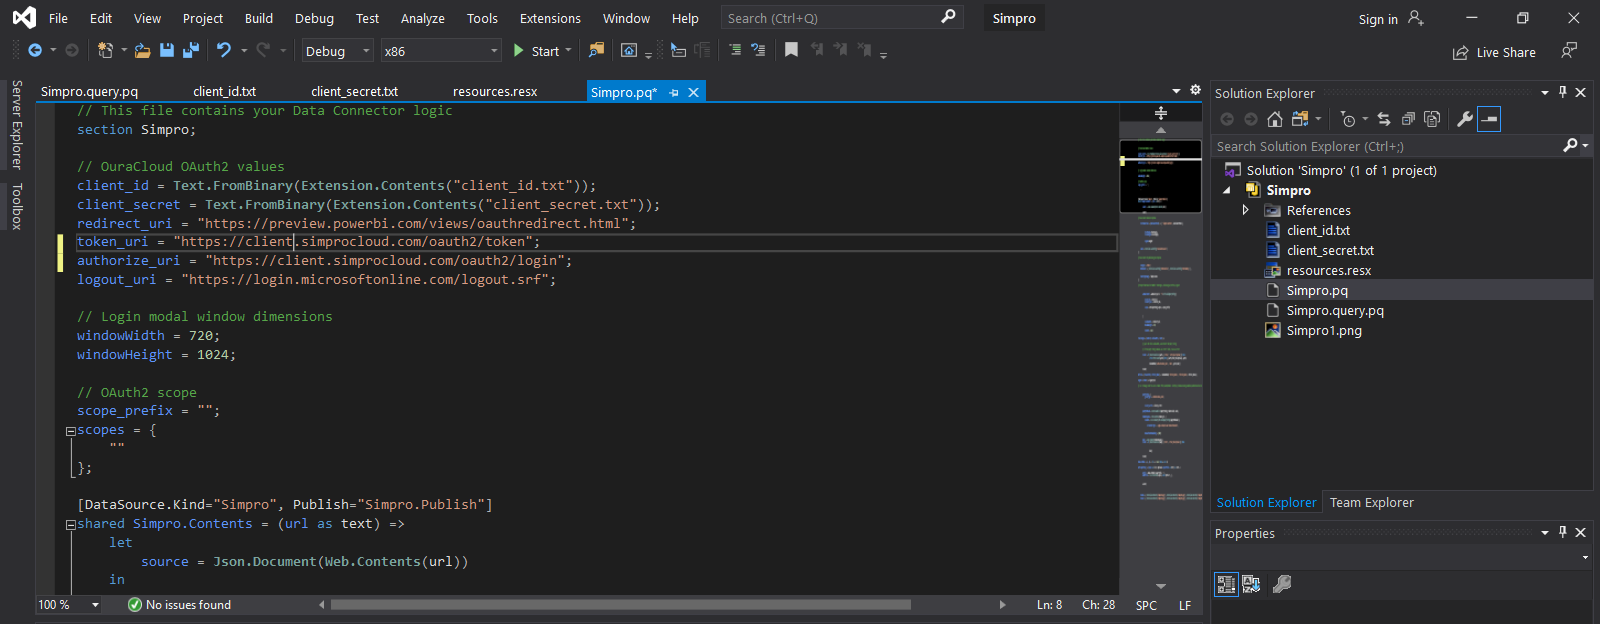 File Edit View Project Build Debug Test Analyze Tools Extensions Window Help Search (Ctrl+Q) Simpro Sign in
Debug x86 Start Live Share
Server Explorer
Toolbox
Simpro.query.pq client_id.txt client_secret.txt resources.resx Simpro.pq*
// This file contains your Data Connector logic
section Simpro;
// OuraCloud OAuth2 values
client_id = Text.FromBinary(Extension.Contents("client_id.txt"));
client_secret = Text.FromBinary(Extension.Contents("client_secret.txt"));
redirect_uri = "https://preview.powerbi.com/views/oauthredirect.html";
token_uri = "https://client.simprocloud.com/oauth2/token";
authorize_uri = "https://client.simprocloud.com/oauth2/login";
logout_uri = "https://login.microsoftonline.com/logout.srf";
// Login modal window dimensions
windowWidth = 720;
windowHeight = 1024;
// OAuth2 scope
scope_prefix = "";
scopes = {
""
};
[DataSource.Kind="Simpro", Publish="Simpro.Publish"]
shared Simpro.Contents = (url as text) =>
let
source = Json.Document(Web.Contents(url))
in
100 % No issues found Ln: 8 Ch: 28 SPC LF
Solution Explorer
Search Solution Explorer (Ctrl+;)
Solution 'Simpro' (1 of 1 project)
Simpro
References
client_id.txt
client_secret.txt
resources.resx
Simpro.pq
Simpro.query.pq
Simpro1.png
Solution Explorer Team Explorer
Properties